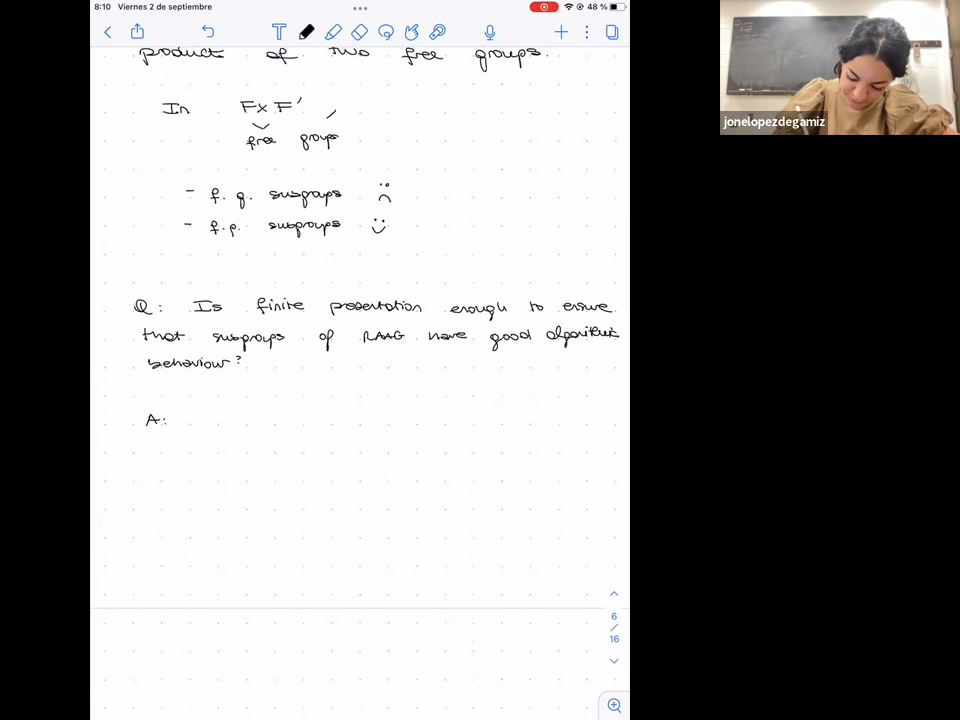 8:10 Viernes 2 de septiembre
48 %
product of two free groups.
In F x F',
free groups
- f.g. subgroups
- f.p. subgroups
Q: Is finite presentation enough to ensure
that subgroups of RAAG have good algorithmic
behaviour?
A:
6
/
16
jonelopezdegamiz